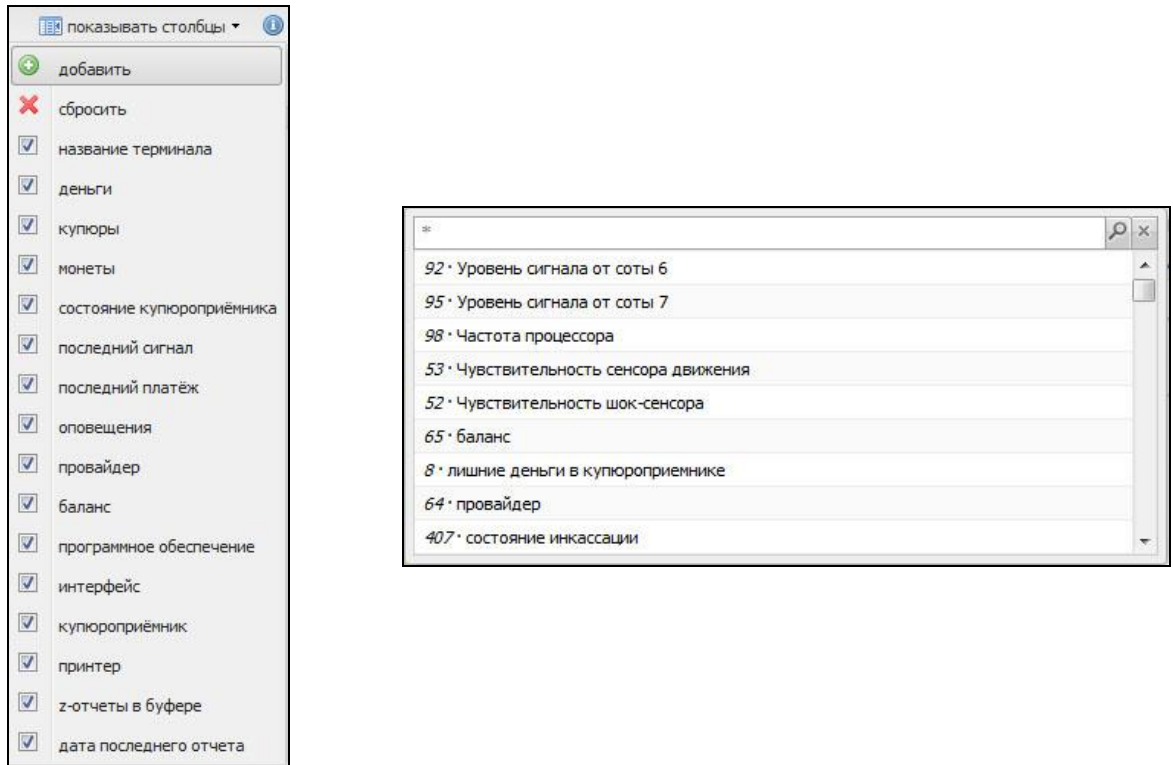 показывать столбцы
добавить
сбросить
название терминала
деньги
купюры
монеты
состояние купюроприёмника
последний сигнал
последний платёж
оповещения
провайдер
баланс
программное обеспечение
интерфейс
купюроприёмник
принтер
z-отчеты в буфере
дата последнего отчета
*
92 · Уровень сигнала от соты 6
95 · Уровень сигнала от соты 7
98 · Частота процессора
53 · Чувствительность сенсора движения
52 · Чувствительность шок-сенсора
65 · баланс
8 · лишние деньги в купюроприемнике
64 · провайдер
407 · состояние инкассации